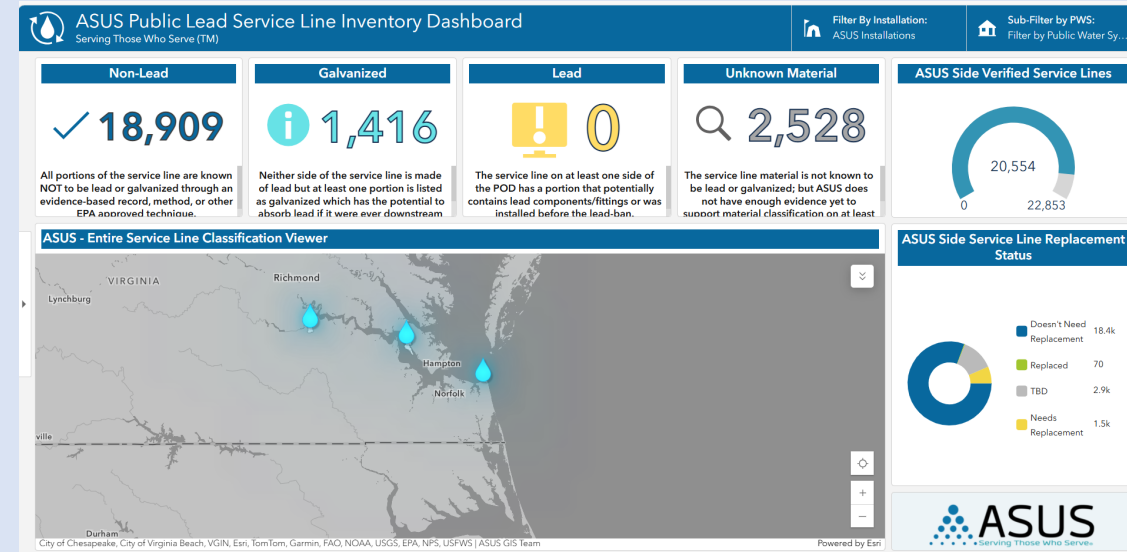 ASUS Public Lead Service Line Inventory Dashboard
Serving Those Who Serve (TM)
Filter By Installation:
ASUS Installations
Sub-Filter by PWS:
Filter by Public Water Sy...
Non-Lead
18,909
All portions of the service line are known
NOT to be lead or galvanized through an
evidence-based record, method, or other
EPA approved technique.
Galvanized
1,416
Neither side of the service line is made
of lead but at least one portion is listed
as galvanized which has the potential to
absorb lead if it were ever downstream
Lead
0
The service line on at least one side of
the POD has a portion that potentially
contains lead components/fittings or was
installed before the lead-ban.
Unknown Material
2,528
The service line material is not known to
be lead or galvanized; but ASUS does
not have enough evidence yet to
support material classification on at least
ASUS Side Verified Service Lines
20,554
0
22,853
ASUS - Entire Service Line Classification Viewer
VIRGINIA
Richmond
Lynchburg
Hampton
Norfolk
ville
Durham
City of Chesapeake, City of Virginia Beach, VGIN, Esri, TomTom, Garmin, FAO, NOAA, USGS, EPA, NPS, USFWS | ASUS GIS Team
Powered by Esri
+
−
ASUS Side Service Line Replacement
Status
Doesn't Need
Replacement
18.4k
Replaced
70
TBD
2.9k
Needs
Replacement
1.5k
ASUS
Serving Those Who Serve®